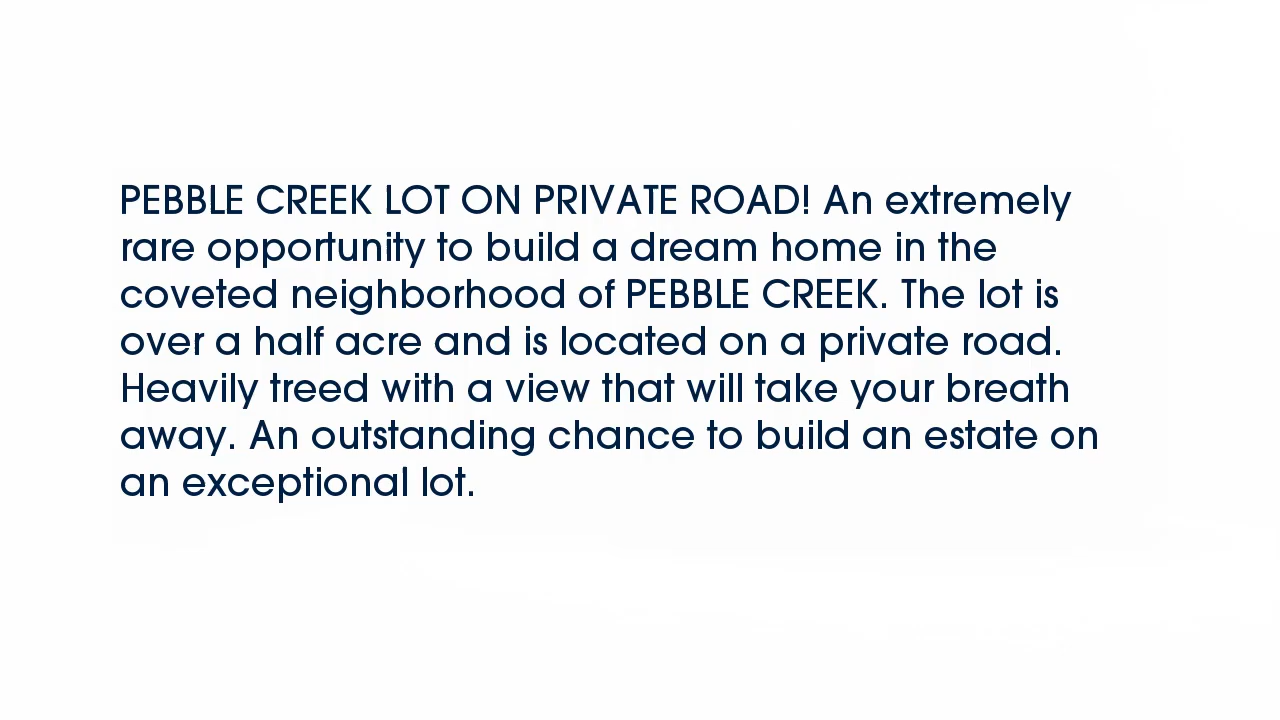 PEBBLE CREEK LOT ON PRIVATE ROAD! An extremely
rare opportunity to build a dream home in the
coveted neighborhood of PEBBLE CREEK. The lot is
over a half acre and is located on a private road.
Heavily treed with a view that will take your breath
away. An outstanding chance to build an estate on
an exceptional lot.